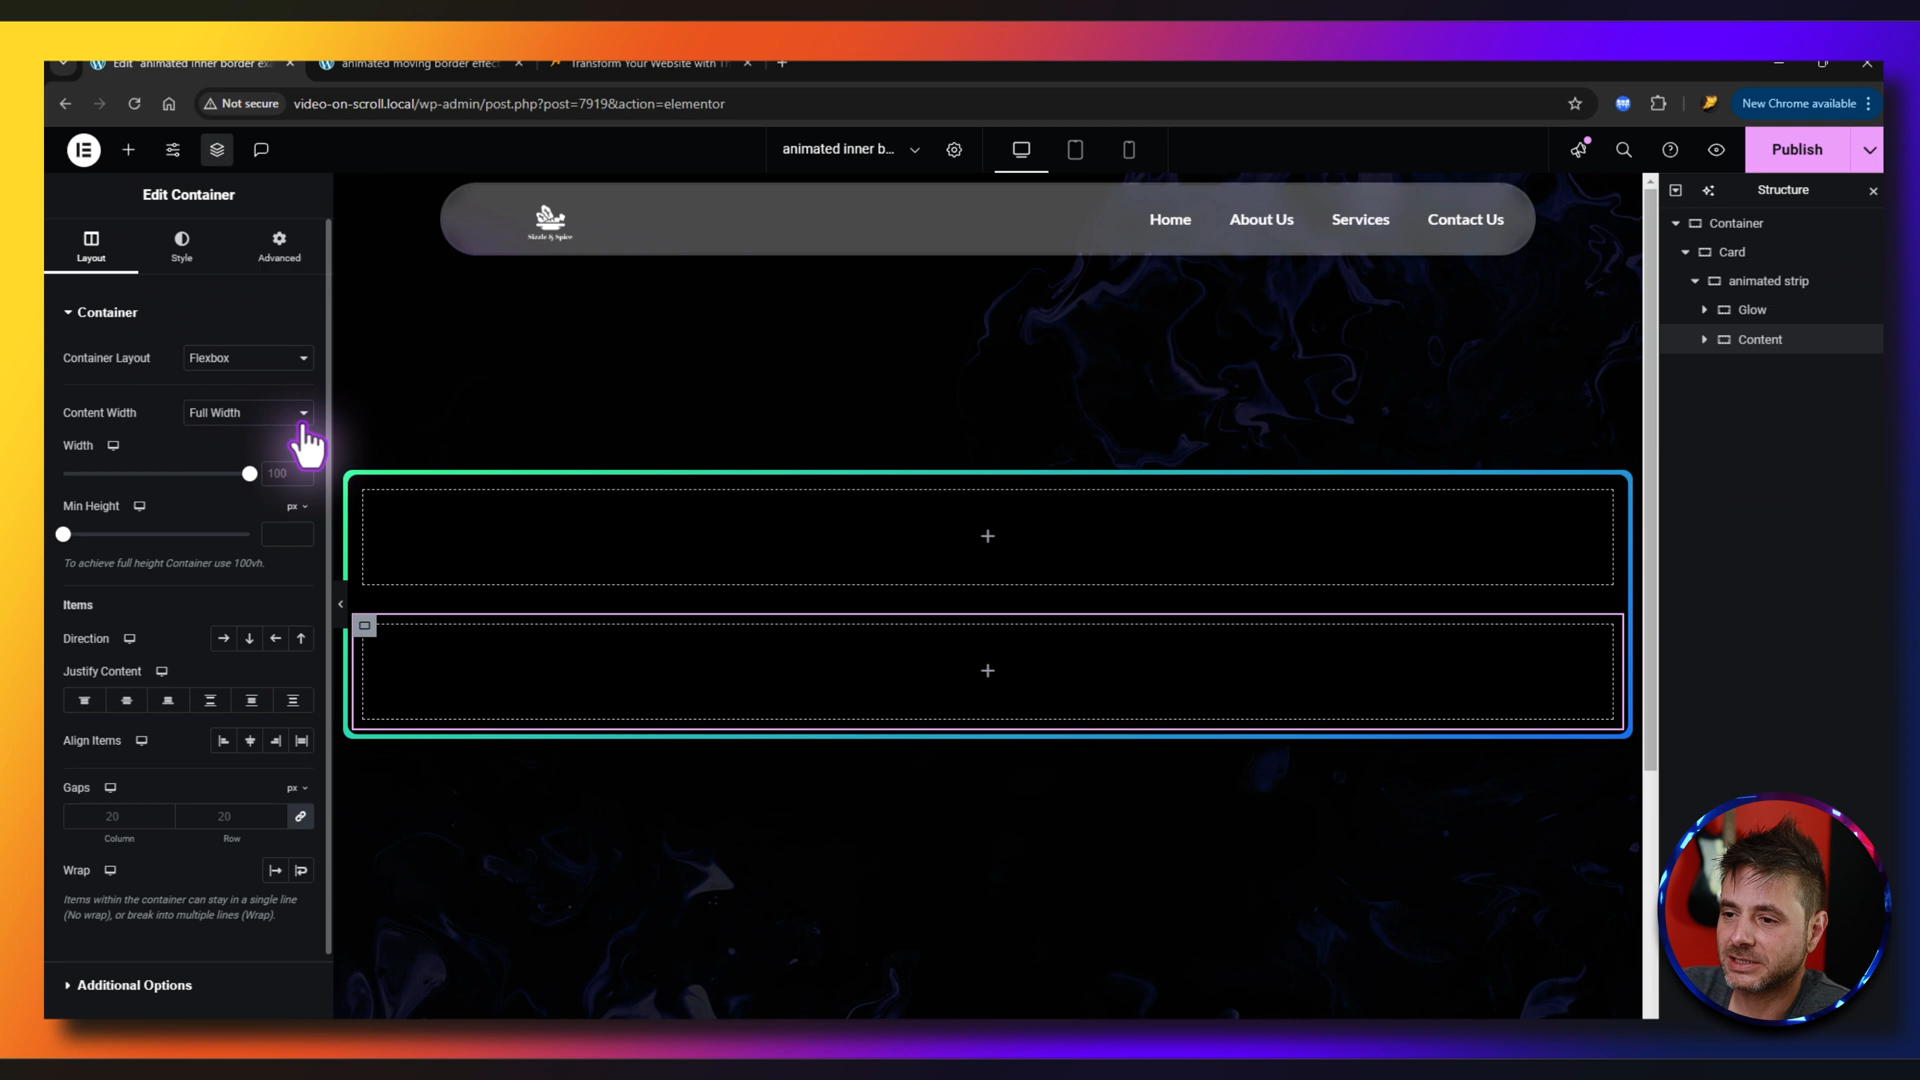 Edit "animated inner border ex
animated moving border effect
Transform Your Website with Th
Not secure
video-on-scroll.local/wp-admin/post.php?post=7919&action=elementor
New Chrome available
animated inner b...
Publish
Edit Container
Layout
Style
Advanced
Container
Container Layout
Flexbox
Content Width
Full Width
Width
100
Min Height
px
To achieve full height Container use 100vh.
Items
Direction
Justify Content
Align Items
Gaps
px
20
20
Column
Row
Wrap
Items within the container can stay in a single line
(No wrap), or break into multiple lines (Wrap).
Additional Options
Sizzle & Spice
Home
About Us
Services
Contact Us
Structure
Container
Card
animated strip
Glow
Content